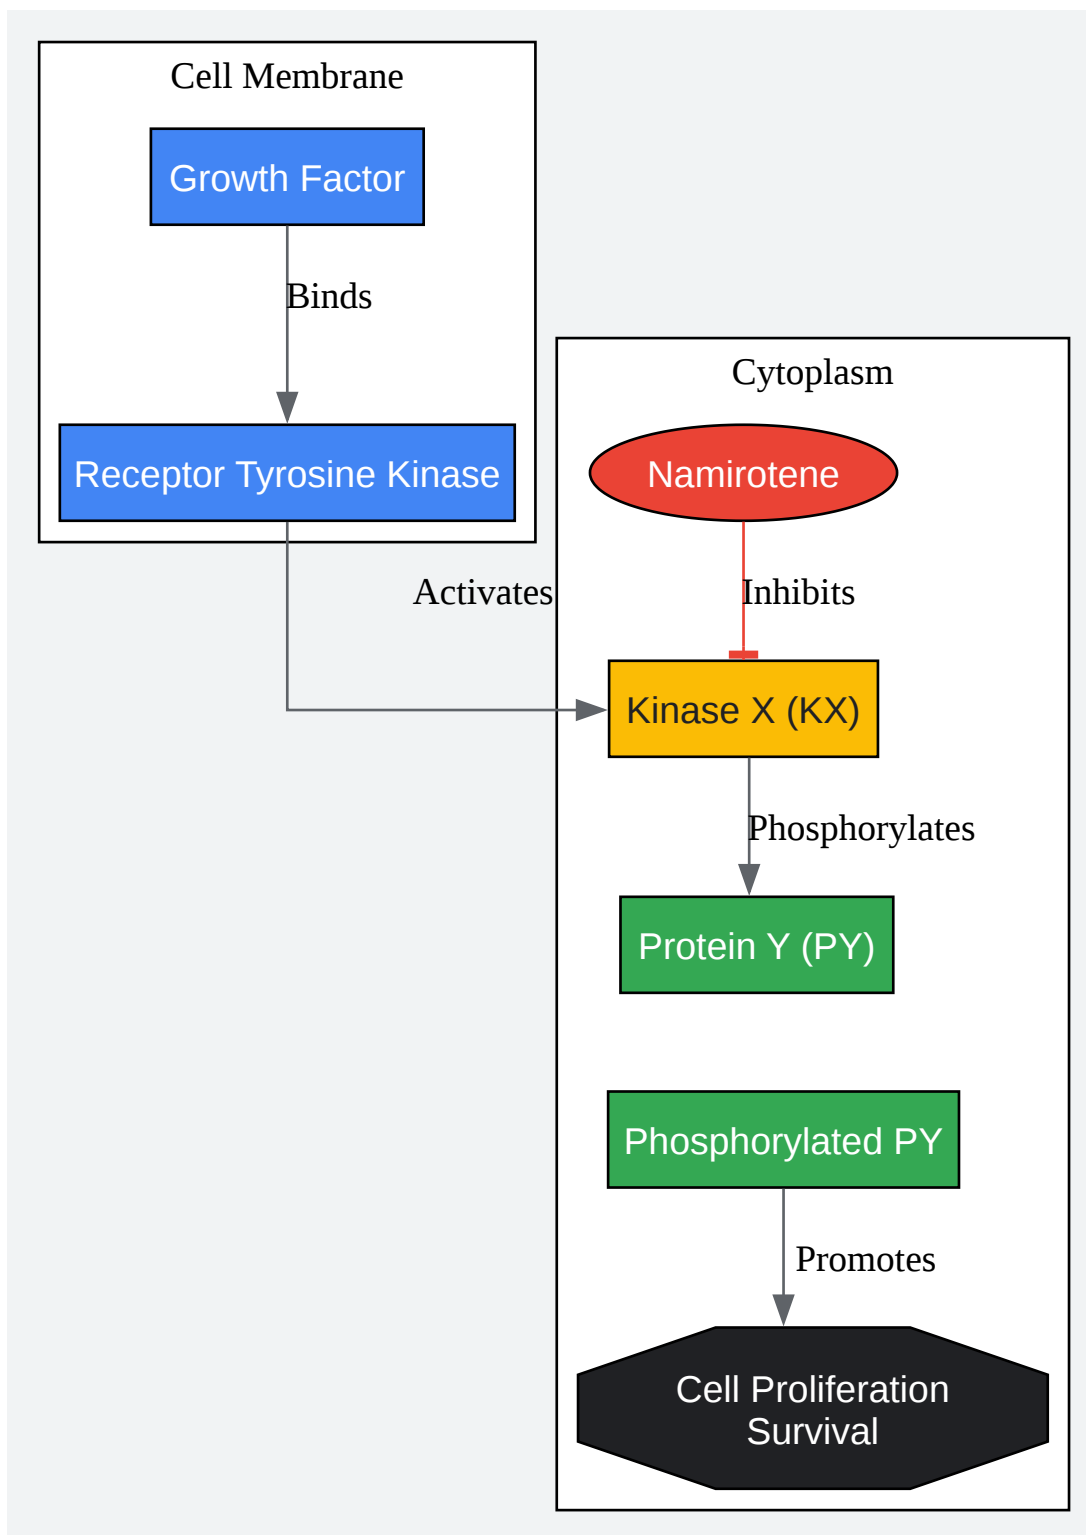 Cell Membrane
Growth Factor
Binds
Receptor Tyrosine Kinase
Activates
Cytoplasm
Namirotene
Inhibits
Kinase X (KX)
Phosphorylates
Protein Y (PY)
Phosphorylated PY
Promotes
Cell Proliferation
Survival